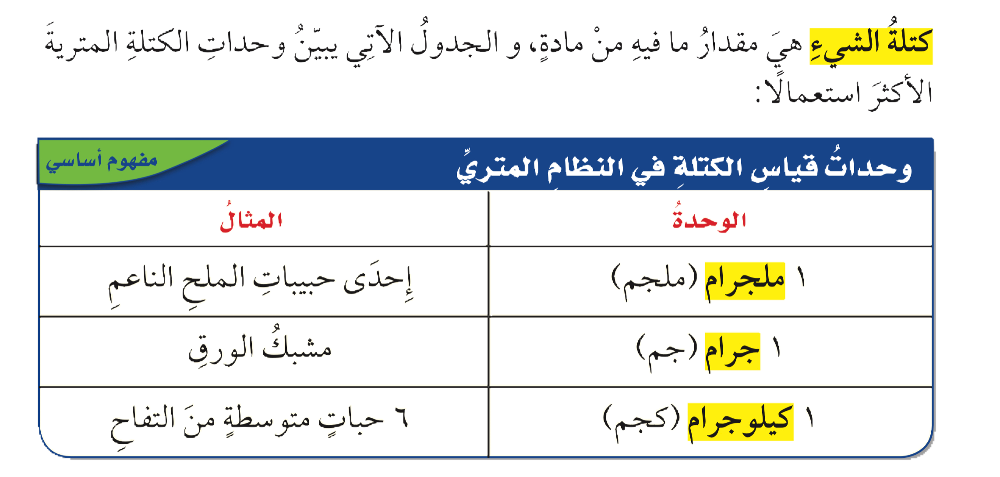 كتلةُ الشيءِ هيَ مقدارُ ما فيهِ منْ مادةٍ، و الجدولُ الآتِي يبيّنُ وحداتِ الكتلةِ المتريةَ
الأكثرَ استعمالًا:
وحداتُ قياسِ الكتلةِ في النظامِ المتريِّ
مفهوم أساسي
الوحدةُ المثالُ
١ ملجرام (ملجم) إِحدَى حبيباتِ الملحِ الناعمِ
١ جرام (جم) مشبكُ الورقِ
١ كيلوجرام (كجم) ٦ حباتٍ متوسطةٍ منَ التفاحِ